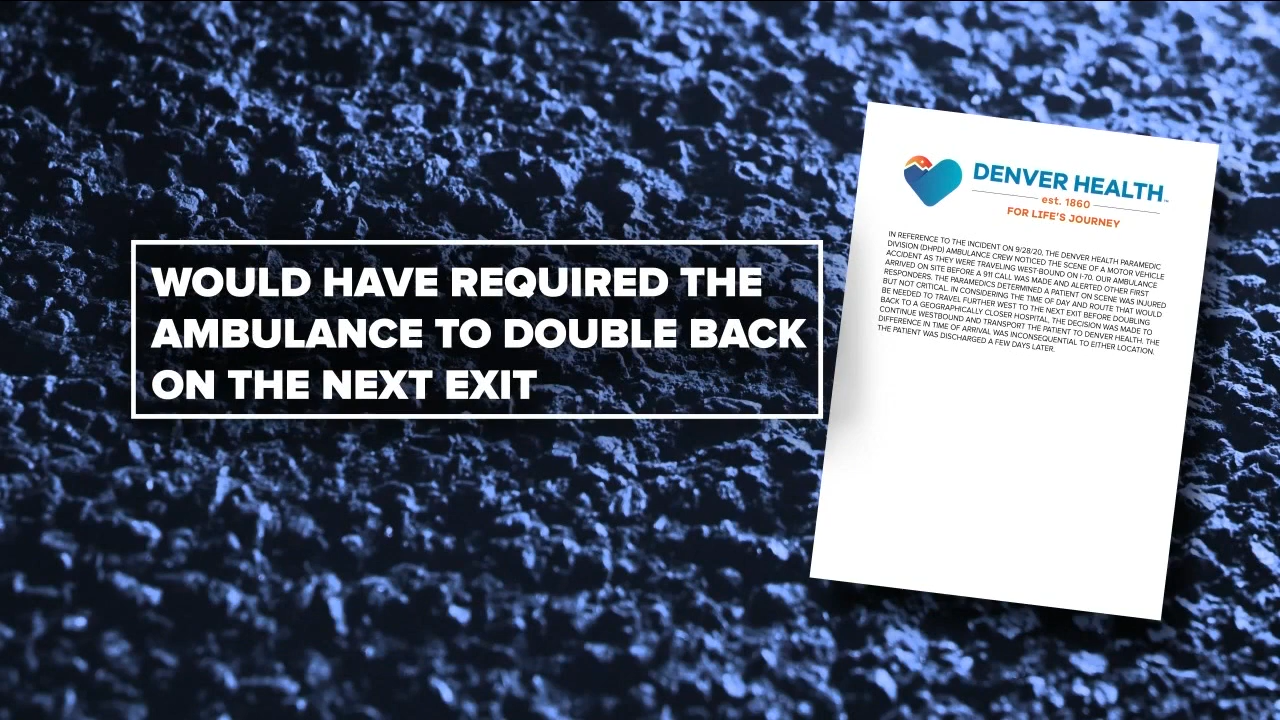 WOULD HAVE REQUIRED THE
AMBULANCE TO DOUBLE BACK
ON THE NEXT EXIT
DENVER HEALTH™
est. 1860
FOR LIFE'S JOURNEY
IN REFERENCE TO THE INCIDENT ON 9/28/20, THE DENVER HEALTH PARAMEDIC
DIVISION (DHPD) AMBULANCE CREW NOTICED THE SCENE OF A MOTOR VEHICLE
ACCIDENT AS THEY WERE TRAVELING WEST-BOUND ON I-70. OUR AMBULANCE
ARRIVED ON SITE BEFORE A 911 CALL WAS MADE AND ALERTED OTHER FIRST
RESPONDERS. THE PARAMEDICS DETERMINED A PATIENT ON SCENE WAS INJURED
BUT NOT CRITICAL. IN CONSIDERING THE TIME OF DAY AND ROUTE THAT WOULD
BE NEEDED TO TRAVEL FURTHER WEST TO THE NEXT EXIT BEFORE DOUBLING
BACK TO A GEOGRAPHICALLY CLOSER HOSPITAL, THE DECISION WAS MADE TO
CONTINUE WESTBOUND AND TRANSPORT THE PATIENT TO DENVER HEALTH. THE
DIFFERENCE IN TIME OF ARRIVAL WAS INCONSEQUENTIAL TO EITHER LOCATION.
THE PATIENT WAS DISCHARGED A FEW DAYS LATER.